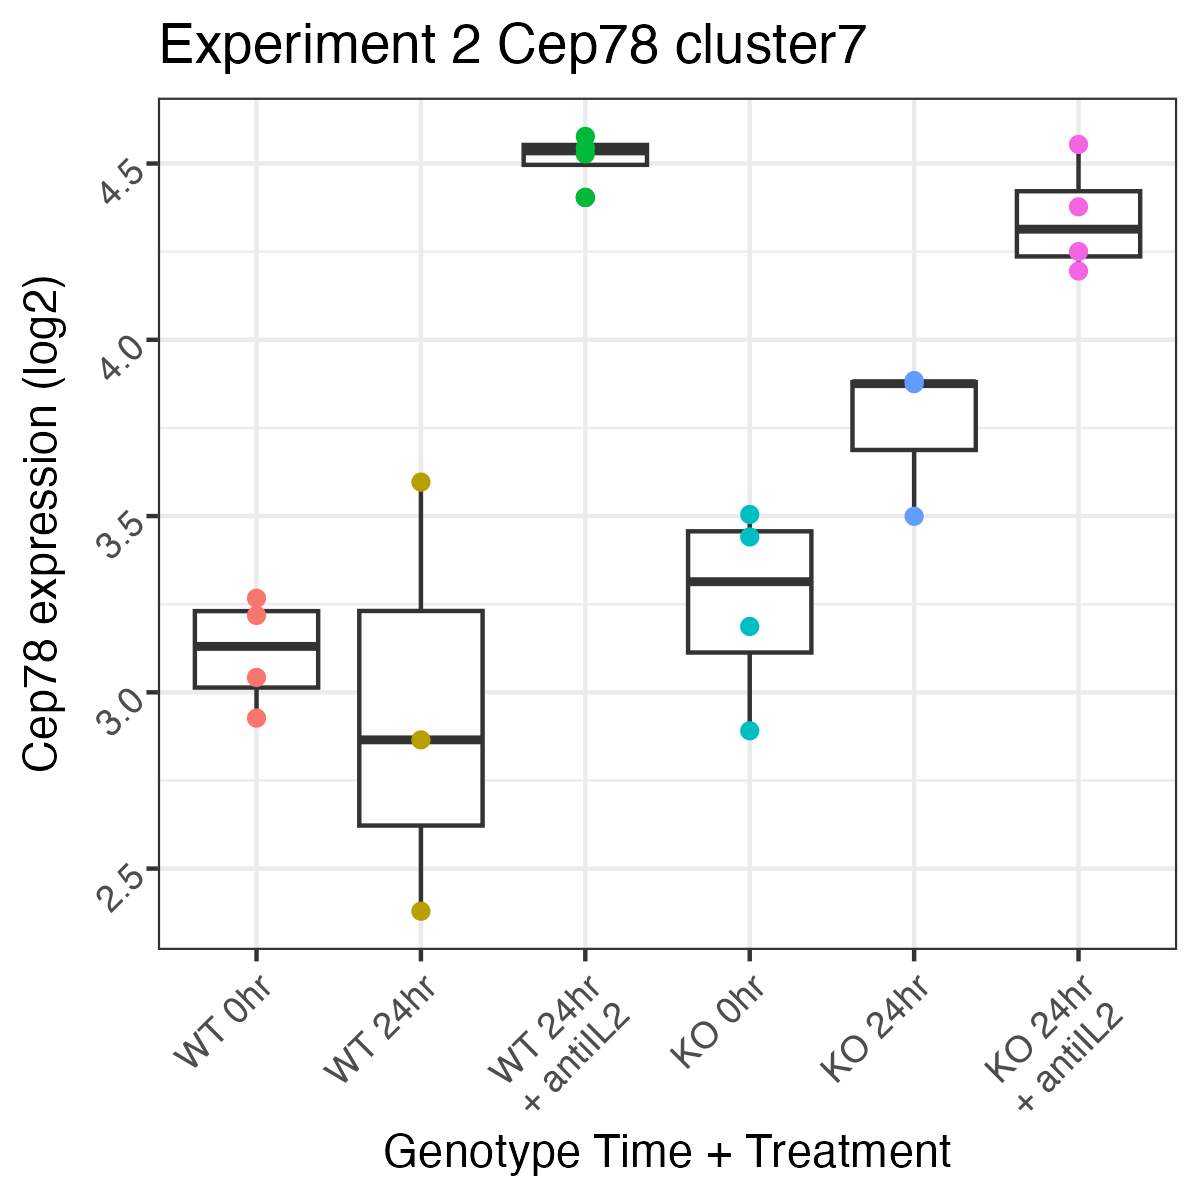 Experiment 2 Cep78 cluster7
Cep78 expression (log2)
4.5
4.0
3.5
3.0
2.5
WT 0hr
WT 24hr
WT 24hr
+ antiIL2
KO 0hr
KO 24hr
KO 24hr
+ antiIL2
Genotype Time + Treatment